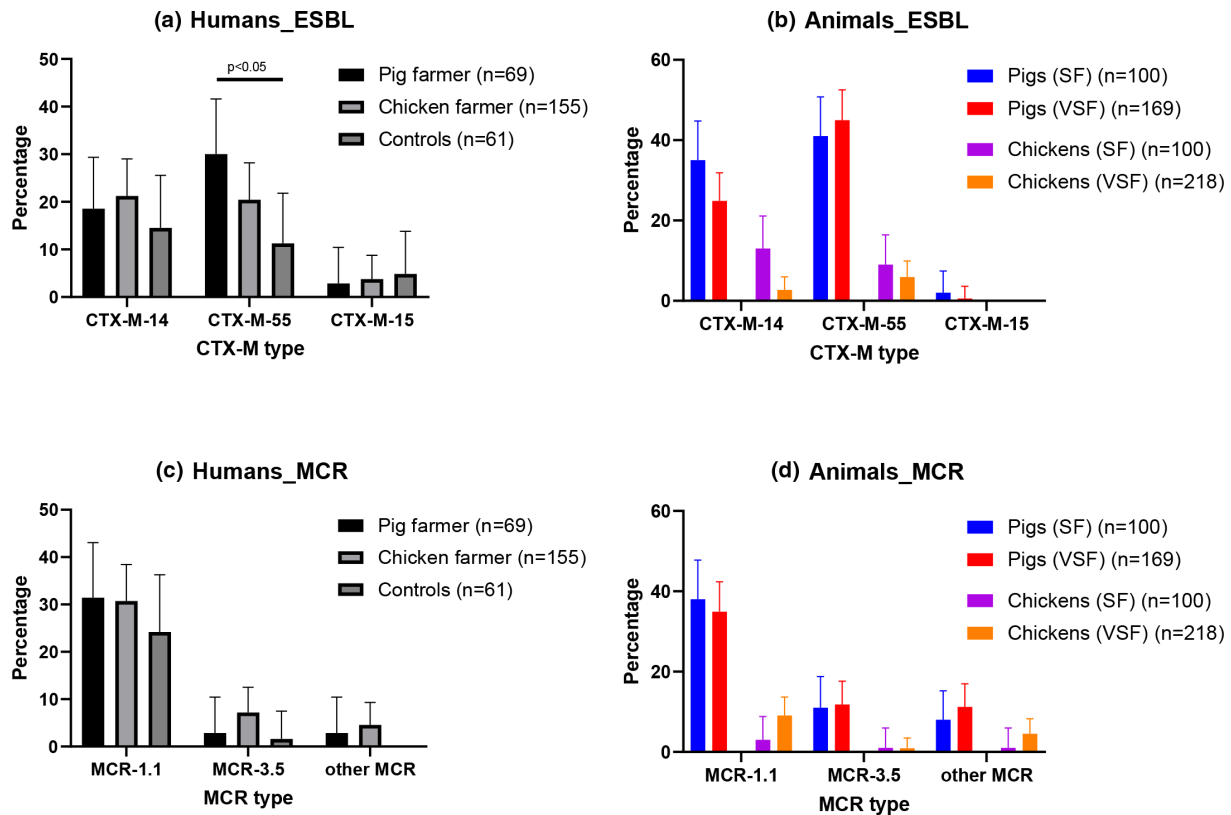 (a) Humans_ESBL
50
40
30
20
10
0
Percentage
p<0.05
Pig farmer (n=69)
Chicken farmer (n=155)
Controls (n=61)
CTX-M-14 CTX-M-55 CTX-M-15
CTX-M type
(b) Animals_ESBL
60
40
20
0
Percentage
Pigs (SF) (n=100)
Pigs (VSF) (n=169)
Chickens (SF) (n=100)
Chickens (VSF) (n=218)
CTX-M-14 CTX-M-55 CTX-M-15
CTX-M type
(c) Humans_MCR
50
40
30
20
10
0
Percentage
Pig farmer (n=69)
Chicken farmer (n=155)
Controls (n=61)
MCR-1.1 MCR-3.5 other MCR
MCR type
(d) Animals_MCR
60
40
20
0
Percentage
Pigs (SF) (n=100)
Pigs (VSF) (n=169)
Chickens (SF) (n=100)
Chickens (VSF) (n=218)
MCR-1.1 MCR-3.5 other MCR
MCR type